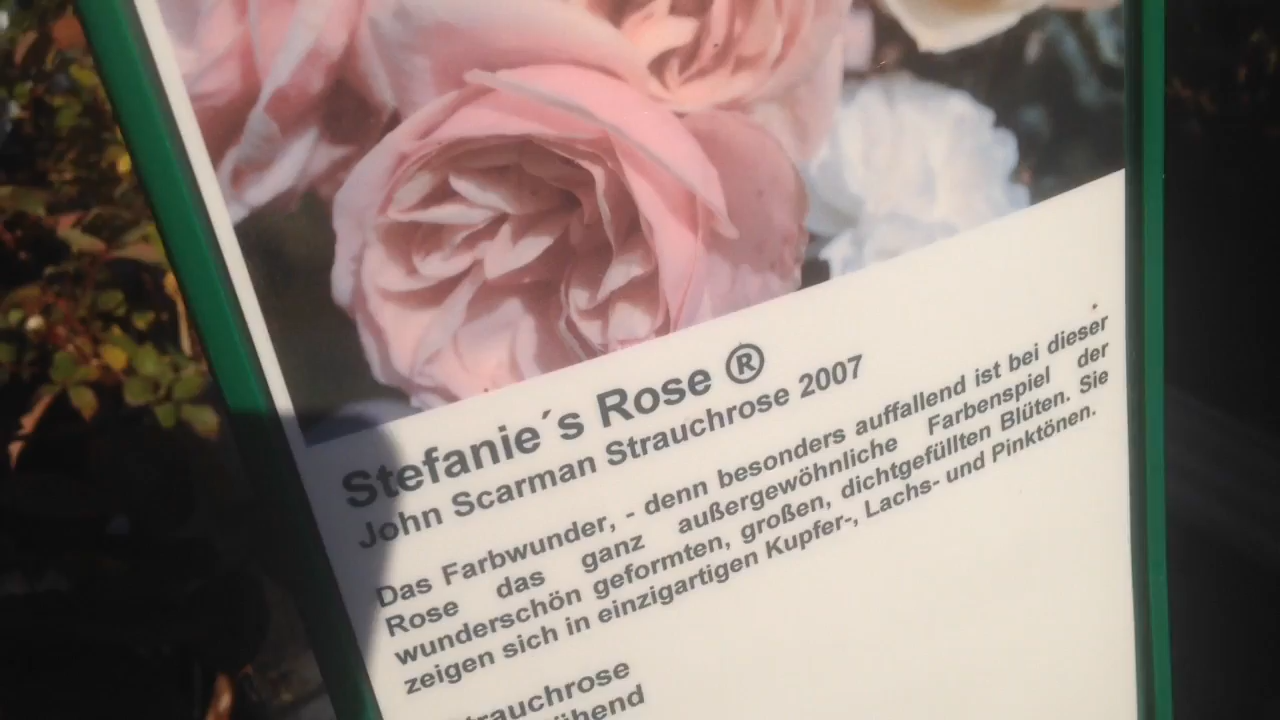 Stefanie´s Rose ®
John Scarman Strauchrose 2007
Das Farbwunder, - denn besonders auffallend ist bei dieser
Rose das ganz außergewöhnliche Farbenspiel der
wunderschön geformten, großen, dichtgefüllten Blüten. Sie
zeigen sich in einzigartigen Kupfer-, Lachs- und Pinktönen.